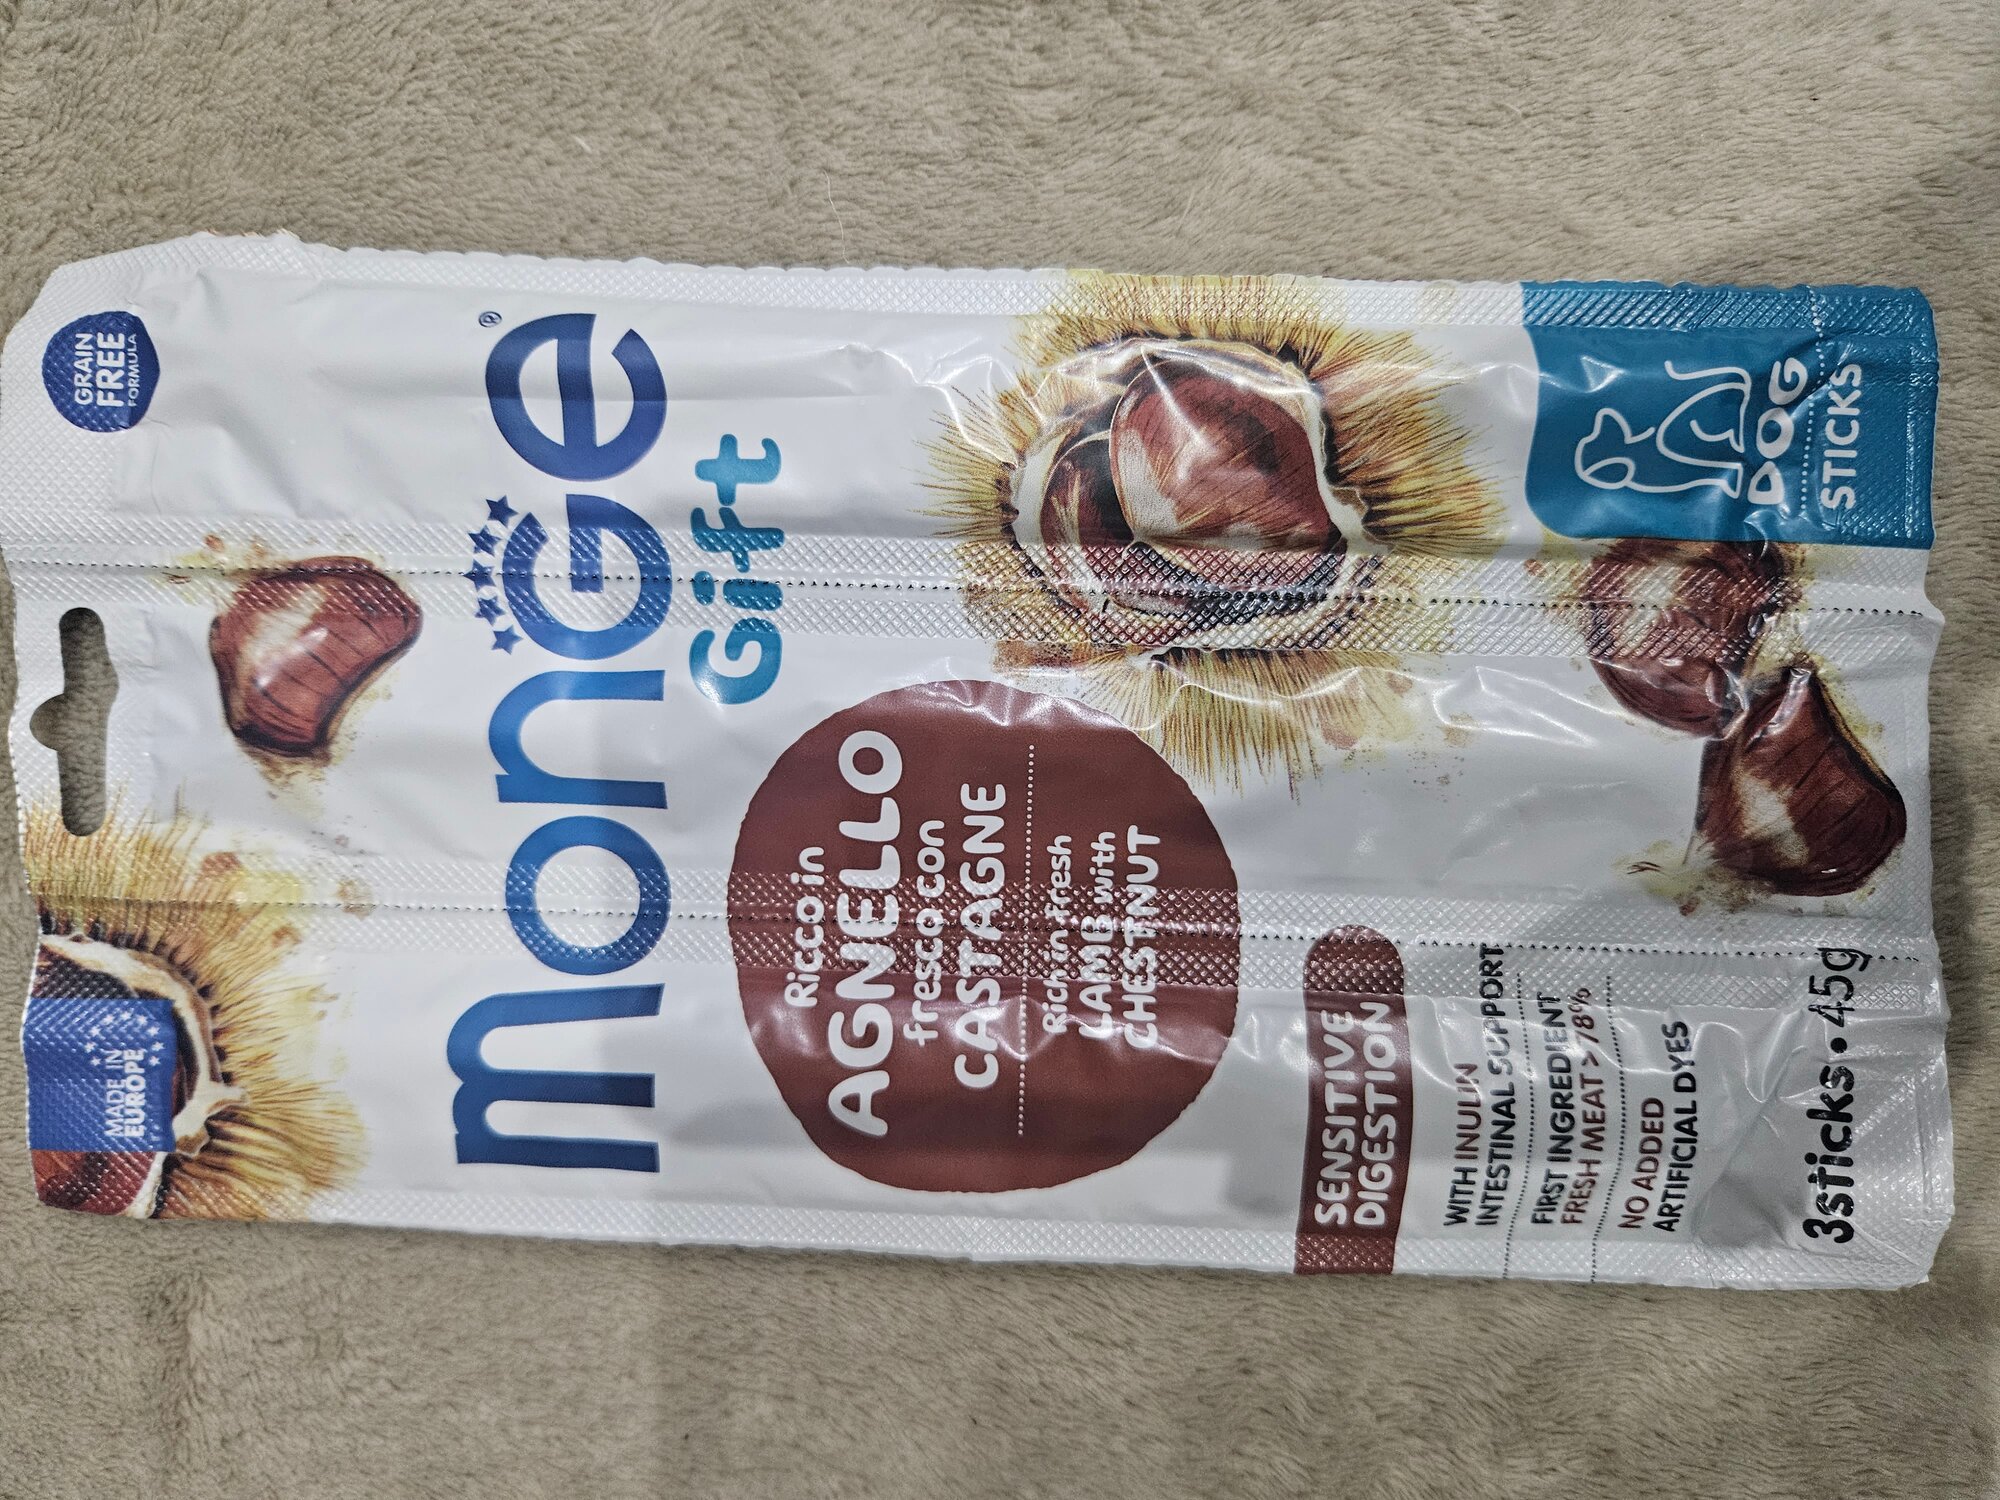 MADE IN
EUROPE
GRAIN
FREE
FORMULA
monGe®
Gift
Ricco in
AGNELLO
fresco con
CASTAGNE
Rich in fresh
LAMB with
CHESTNUT
SENSITIVE
DIGESTION
WITH INULIN
INTESTINAL SUPPORT
FIRST INGREDIENT
FRESH MEAT > 78%
NO ADDED
ARTIFICIAL DYES
3sticks • 45g
DOG
STICKS